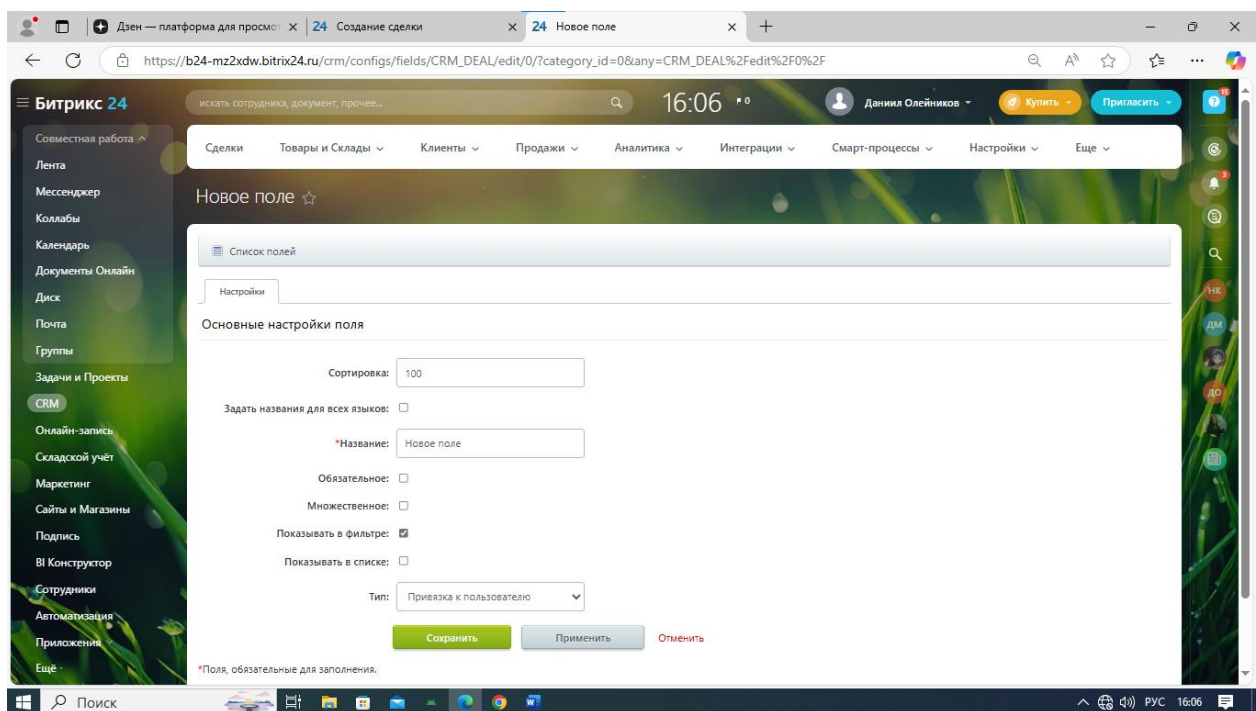 Дзен — платформа для просмот
24 Создание сделки
24 Новое поле
https://b24-mz2xdw.bitrix24.ru/crm/configs/fields/CRM_DEAL/edit/0/?category_id=0&any=CRM_DEAL%2Fedit%2F0%2F
Битрикс 24
искать сотрудника, документ, прочее...
16:06
0
Даниил Олейников
Купить
Пригласить
15
Совместная работа
Лента
Мессенджер
Коллабы
Календарь
Документы Онлайн
Диск
Почта
Группы
Задачи и Проекты
CRM
Онлайн-запись
Складской учёт
Маркетинг
Сайты и Магазины
Подпись
BI Конструктор
Сотрудники
Автоматизация
Приложения
Ещё
Сделки Товары и Склады Клиенты Продажи Аналитика Интеграции Смарт-процессы Настройки Еще
Новое поле
Список полей
Настройки
Основные настройки поля
Сортировка: 100
Задать названия для всех языков:
*Название: Новое поле
Обязательное:
Множественное:
Показывать в фильтре:
Показывать в списке:
Тип: Привязка к пользователю
Сохранить Применить Отменить
*Поля, обязательные для заполнения.
3
НК
ДМ
ДО
Поиск
РУС 16:06